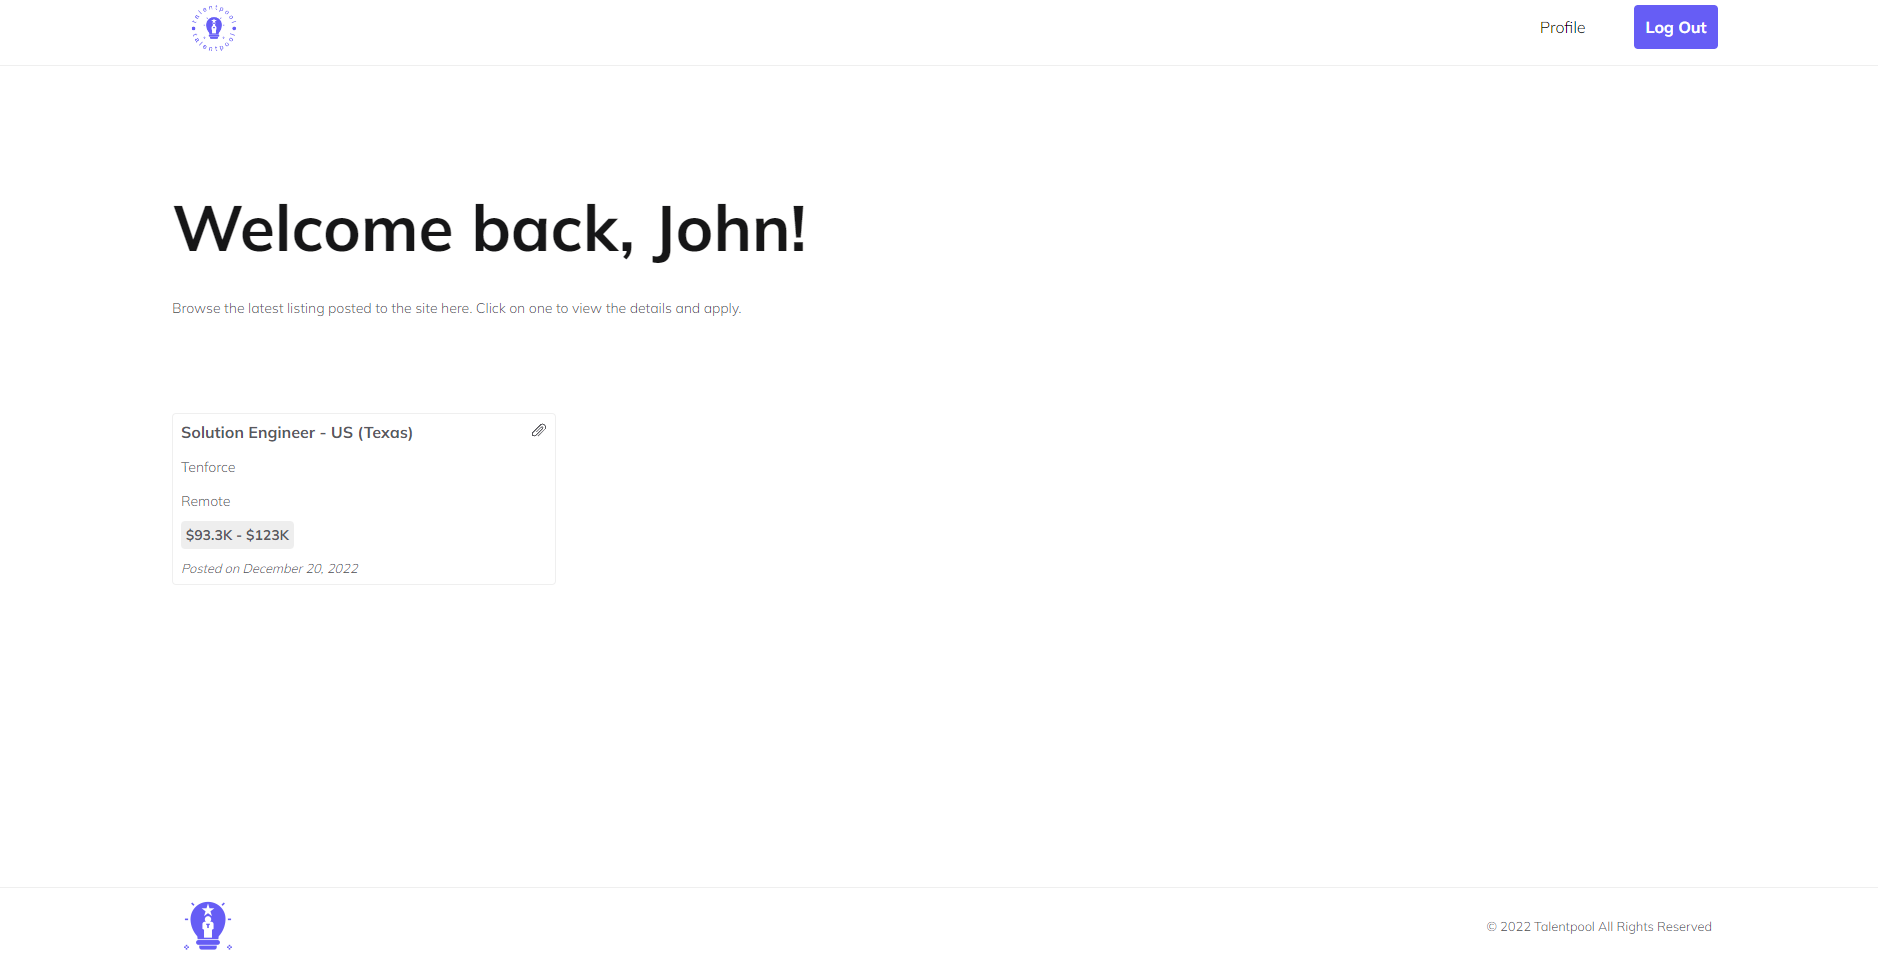 talentpool
talentpool
Profile
Log Out
Welcome back, John!
Browse the latest listing posted to the site here. Click on one to view the details and apply.
Solution Engineer - US (Texas)
Tenforce
Remote
$93.3K - $123K
Posted on December 20, 2022
© 2022 Talentpool All Rights Reserved